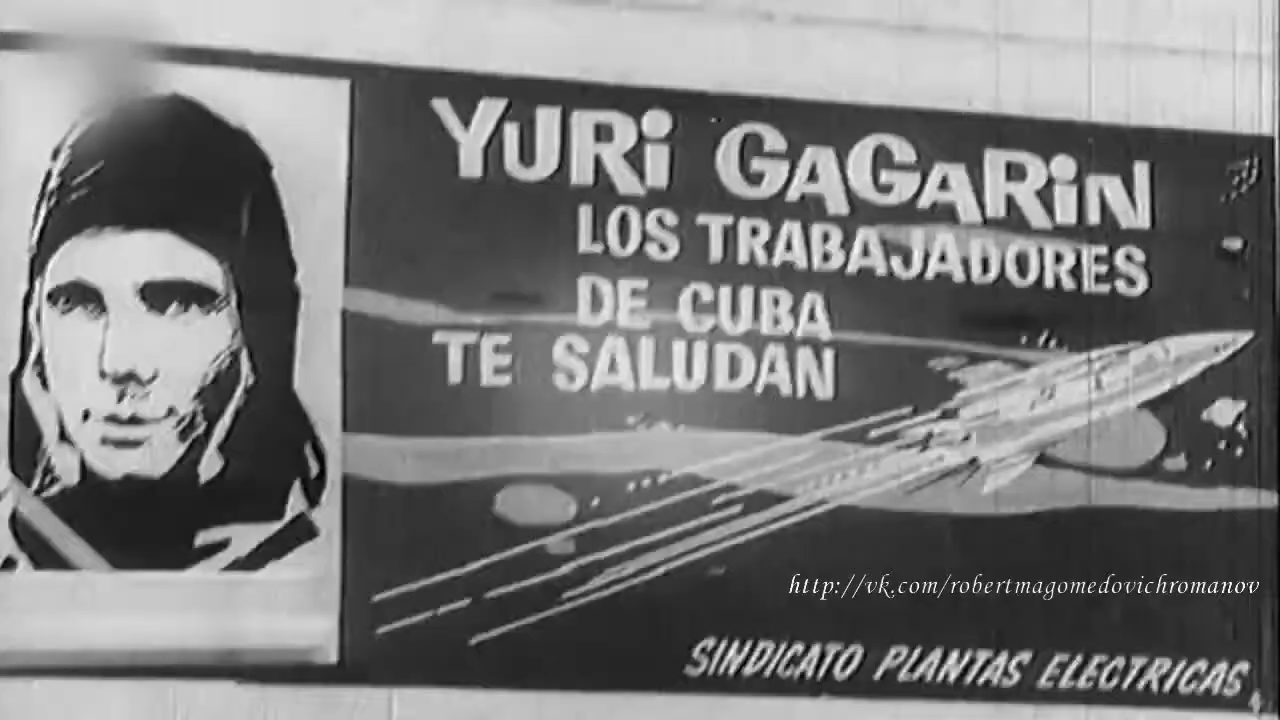 YURi GAGARiN
LOS TRABAJADORES
DE CUBA
TE SALUDAN
http://vk.com/robertmagomedovichromanov
SINDICATO PLANTAS ELECTRICAS